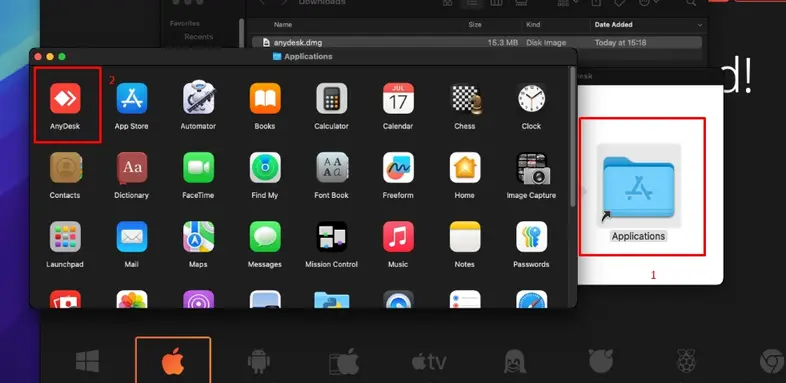 Downloads
Favorites
Recents
Name
Size
Kind
Date Added
anydesk.dmg
15.3 MB
Disk Image
Today at 15:18
Applications
2
AnyDesk
App Store
Automator
Books
Calculator
JUL
17
Calendar
Chess
Clock
Contacts
Aa
Dictionary
FaceTime
Find My
Font Book
Freeform
Home
Image Capture
Launchpad
Mail
Maps
Messages
Mission Control
Music
Notes
Passwords
desk
d!
Applications
1
tv